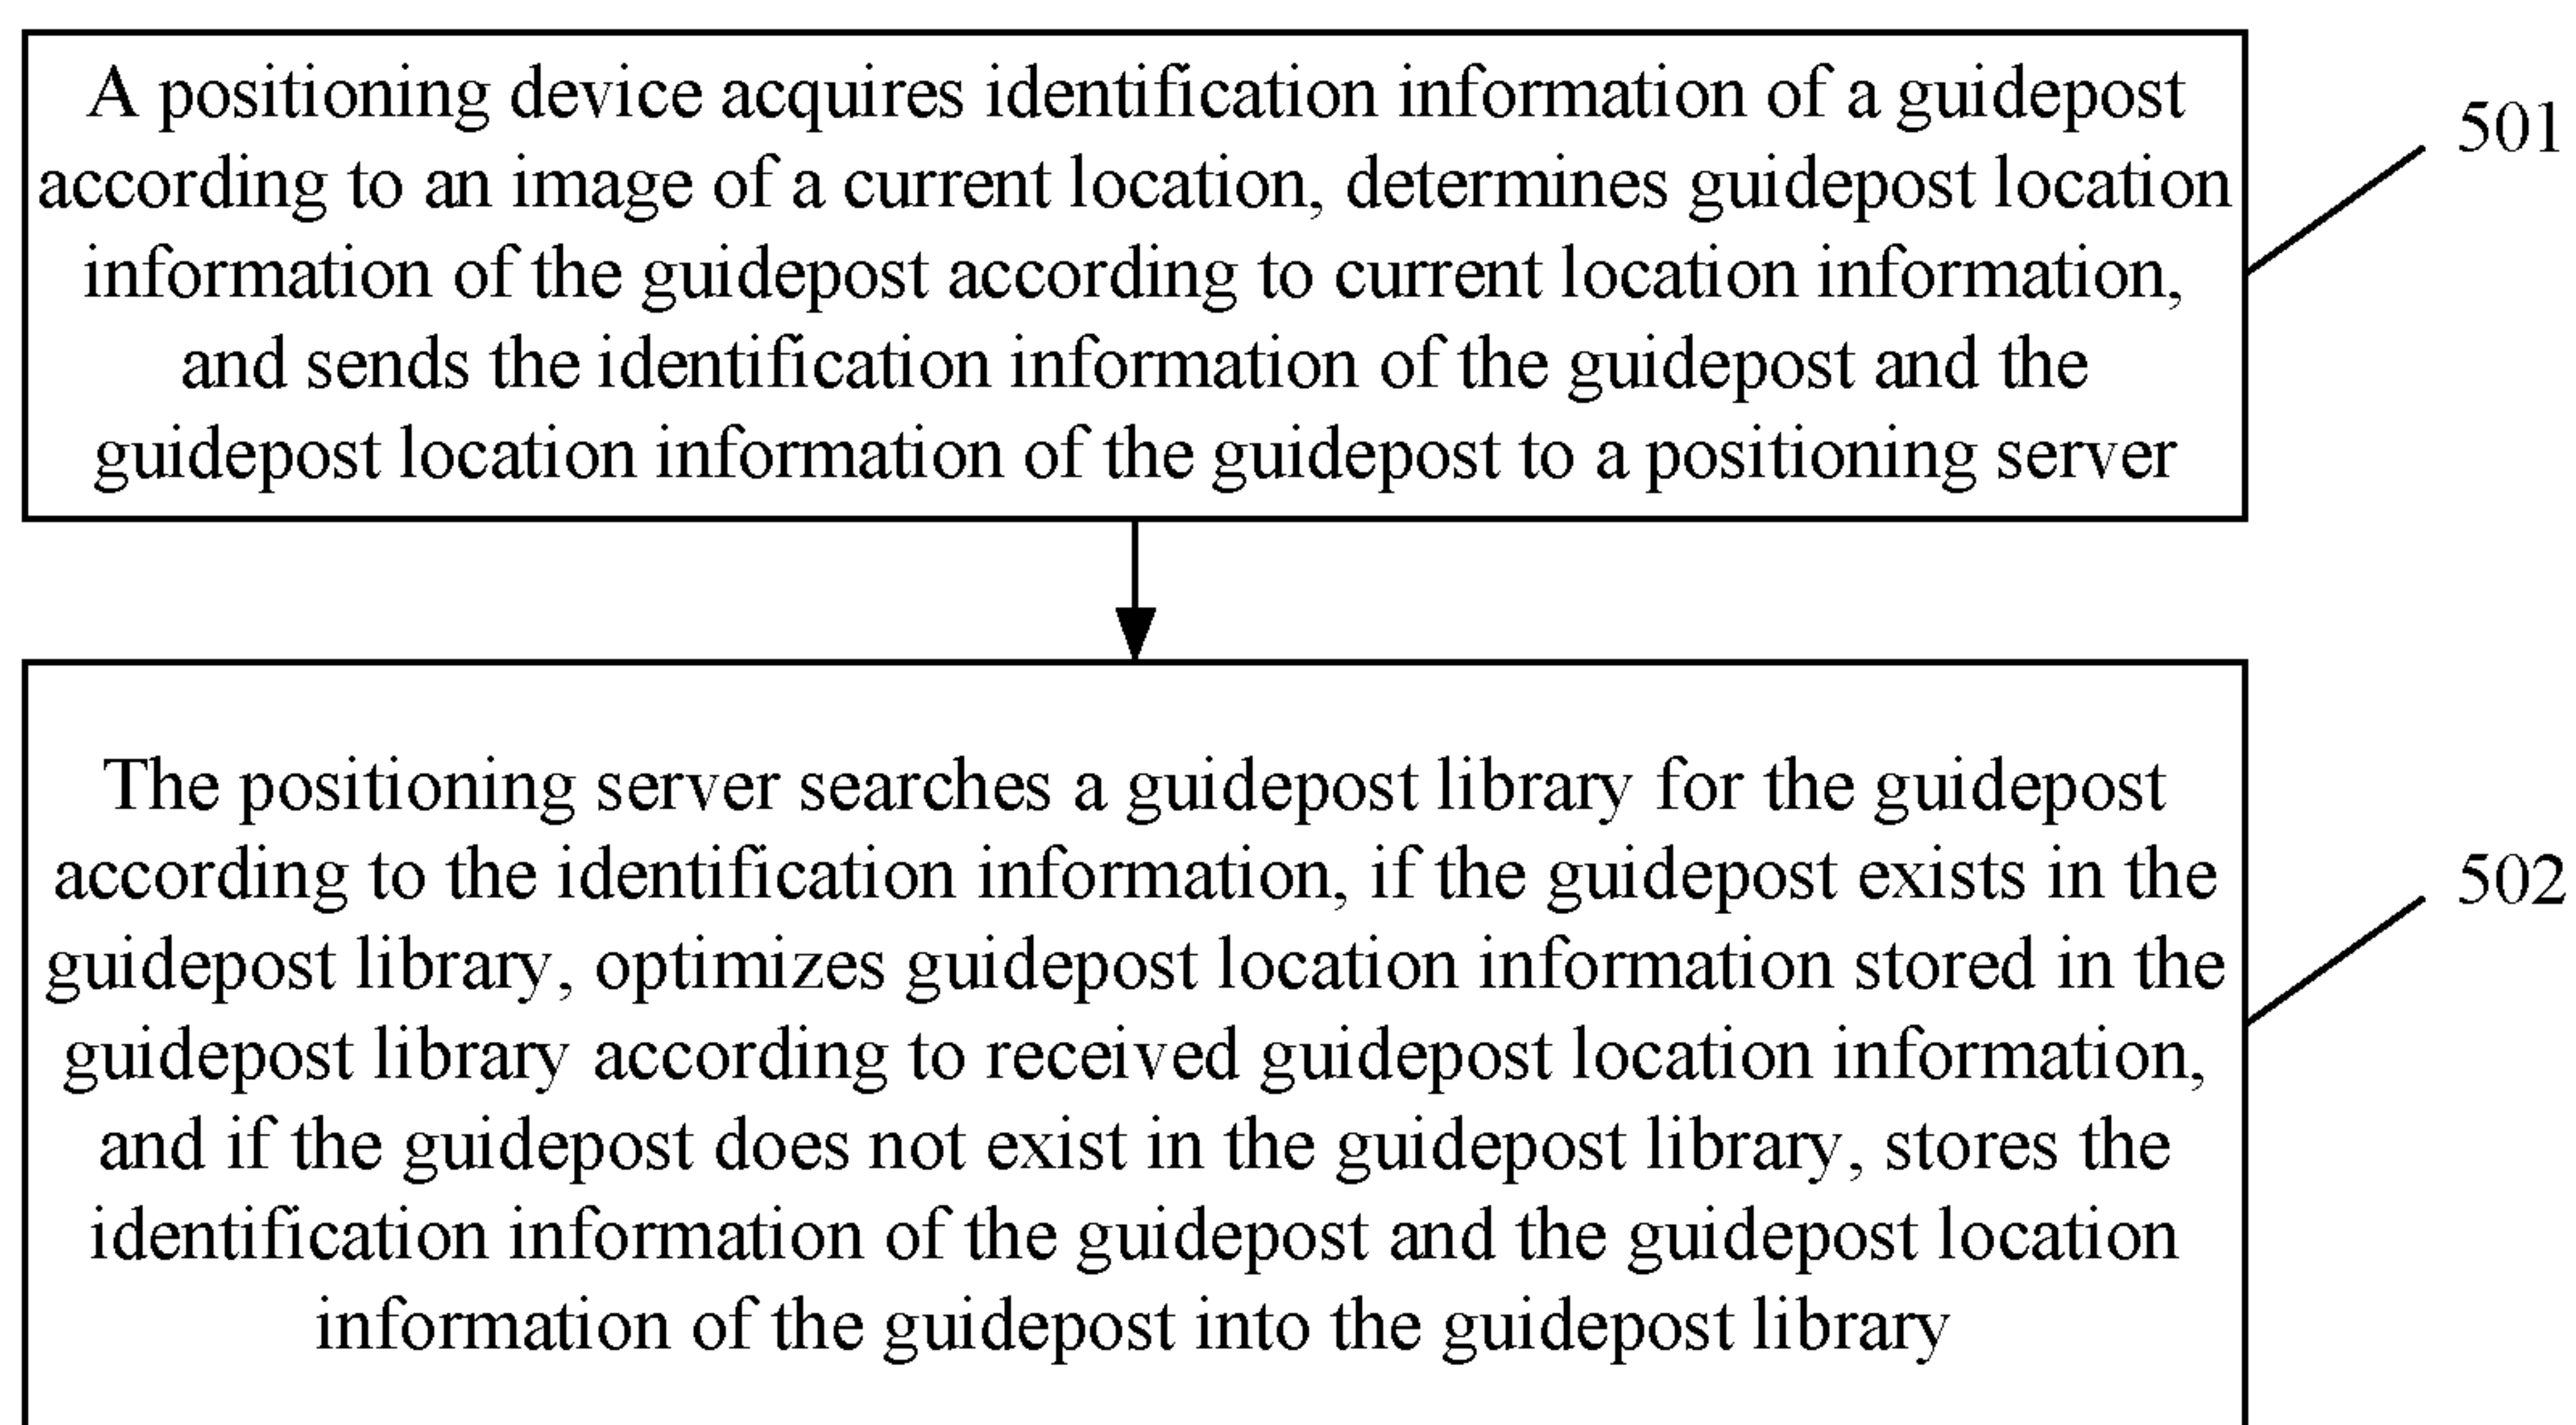 A positioning device acquires identification information of a guidepost
according to an image of a current location, determines guidepost location
information of the guidepost according to current location information,
and sends the identification information of the guidepost and the
guidepost location information of the guidepost to a positioning server
501
The positioning server searches a guidepost library for the guidepost
according to the identification information, if the guidepost exists in the
guidepost library, optimizes guidepost location information stored in the
guidepost library according to received guidepost location information,
and if the guidepost does not exist in the guidepost library, stores the
identification information of the guidepost and the guidepost location
information of the guidepost into the guidepost library
502